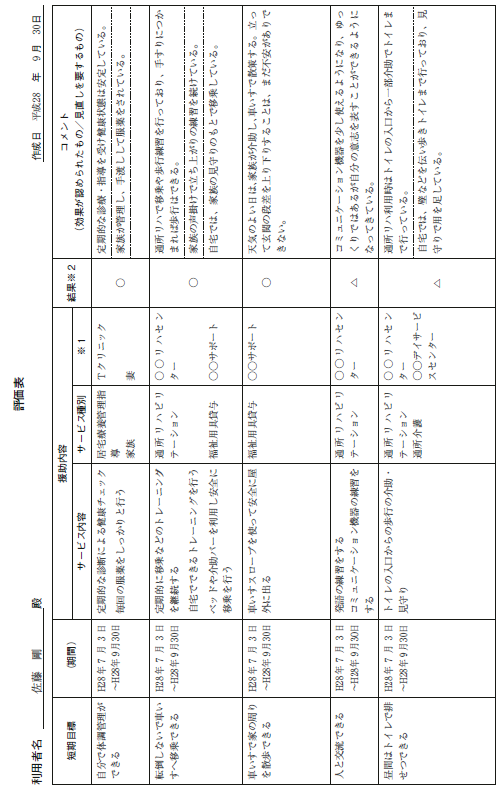 評価表
作成日 平成28 年 9月 30日
利用者名 佐藤 剛 殿
短期目標
(期間)
援助内容
サービス内容
サービス種別
※1
結果※2
コメント
(効果が認められたもの/見直しを要するもの)
自分で体調管理が
できる
H28年7月3日
～H28年9月30日
定期的な診断による健康チェック
毎回の服薬をしっかりと行う
居宅療養管理指
導
家族
Tクリニック
妻
○
定期的な診療・指導を受け健康状態は安定している。
家族が管理し、手渡しして服薬をされている。
転倒しないで車い
すへ移乗できる
H28年7月3日
～H28年9月30日
定期的に移乗などのトレーニング
を継続する
自宅でできるトレーニングを行う
ベッドや介助バーを利用し安全に
移乗を行う
通所リハビリ
テーション
福祉用具貸与
○○リハセン
ター
○○サポート
○
通所リハで移乗や歩行練習を行っており、手すりにつか
まれば歩行はできる。
家族の声掛けで立ち上がりの練習を続けている。
自宅では、家族の見守りのもとで移乗している。
車いすで家の周り
を散歩できる
H28年7月3日
～H28年9月30日
車いすスロープを使って安全に屋
外に出る
福祉用具貸与
○○サポート
○
天気のよい日は、家族が介助し、車いすで散策する。立っ
て玄関の段差を上り下りすることは、まだ不安がありで
きない。
人と交流できる
H28年7月3日
～H28年9月30日
発語の練習をする
コミュニケーション機器の練習を
する
通所リハビリ
テーション
○○リハセン
ター
△
コミュニケーション機器を少し使えるようになり、ゆっ
くりではあるが自分の意志を表すことができるように
なってきている。
昼間はトイレで排
せつできる
H28年7月3日
～H28年9月30日
トイレの入口からの歩行の介助・
見守り
通所リハビリ
テーション
通所介護
○○リハセン
ター
○○デイサービ
スセンター
△
通所リハ利用時はトイレの入口から一部介助でトイレま
で行っている。
自宅では、壁などを伝い歩きトイレまで行っており、見
守りで用を足している。